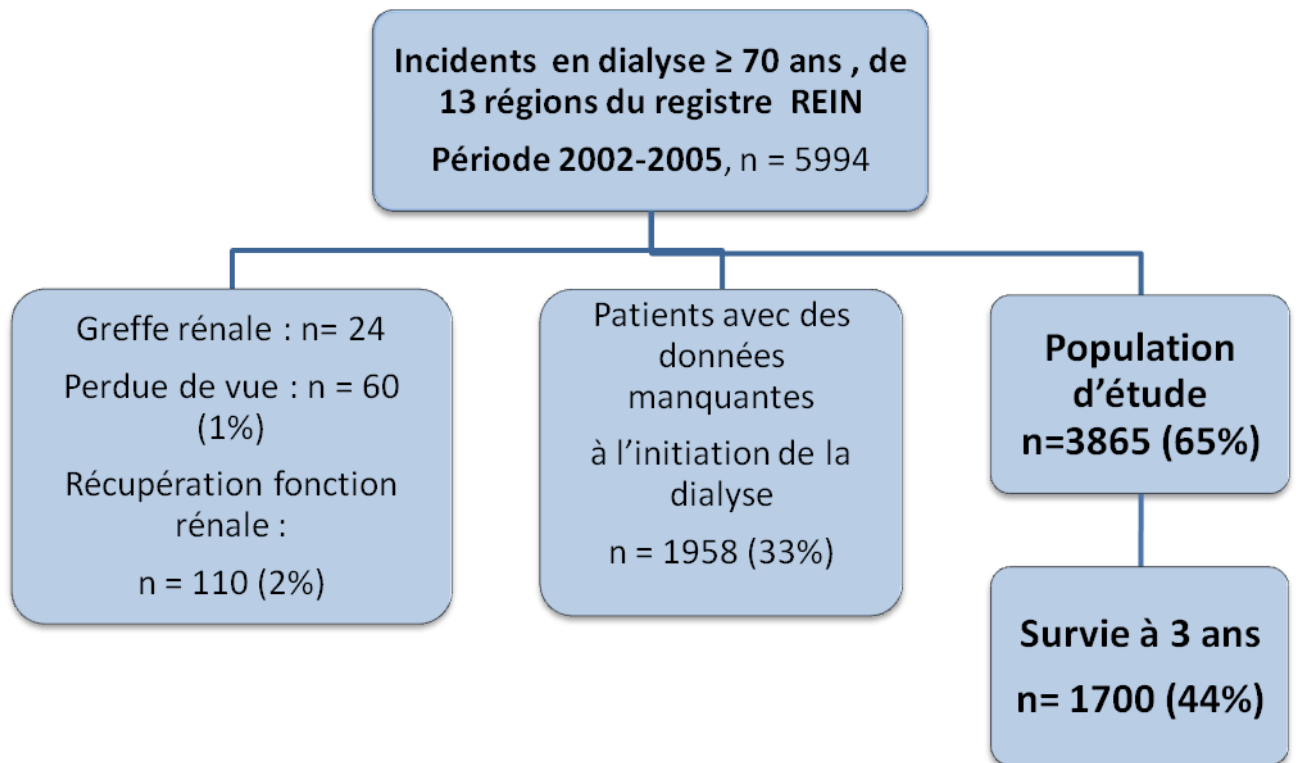 Incidents en dialyse ≥ 70 ans , de
13 régions du registre REIN
Période 2002-2005, n = 5994
Greffe rénale : n= 24
Perdue de vue : n = 60
(1%)
Récupération fonction
rénale :
n = 110 (2%)
Patients avec des
données
manquantes
à l’initiation de la
dialyse
n = 1958 (33%)
Population
d’étude
n=3865 (65%)
Survie à 3 ans
n= 1700 (44%)